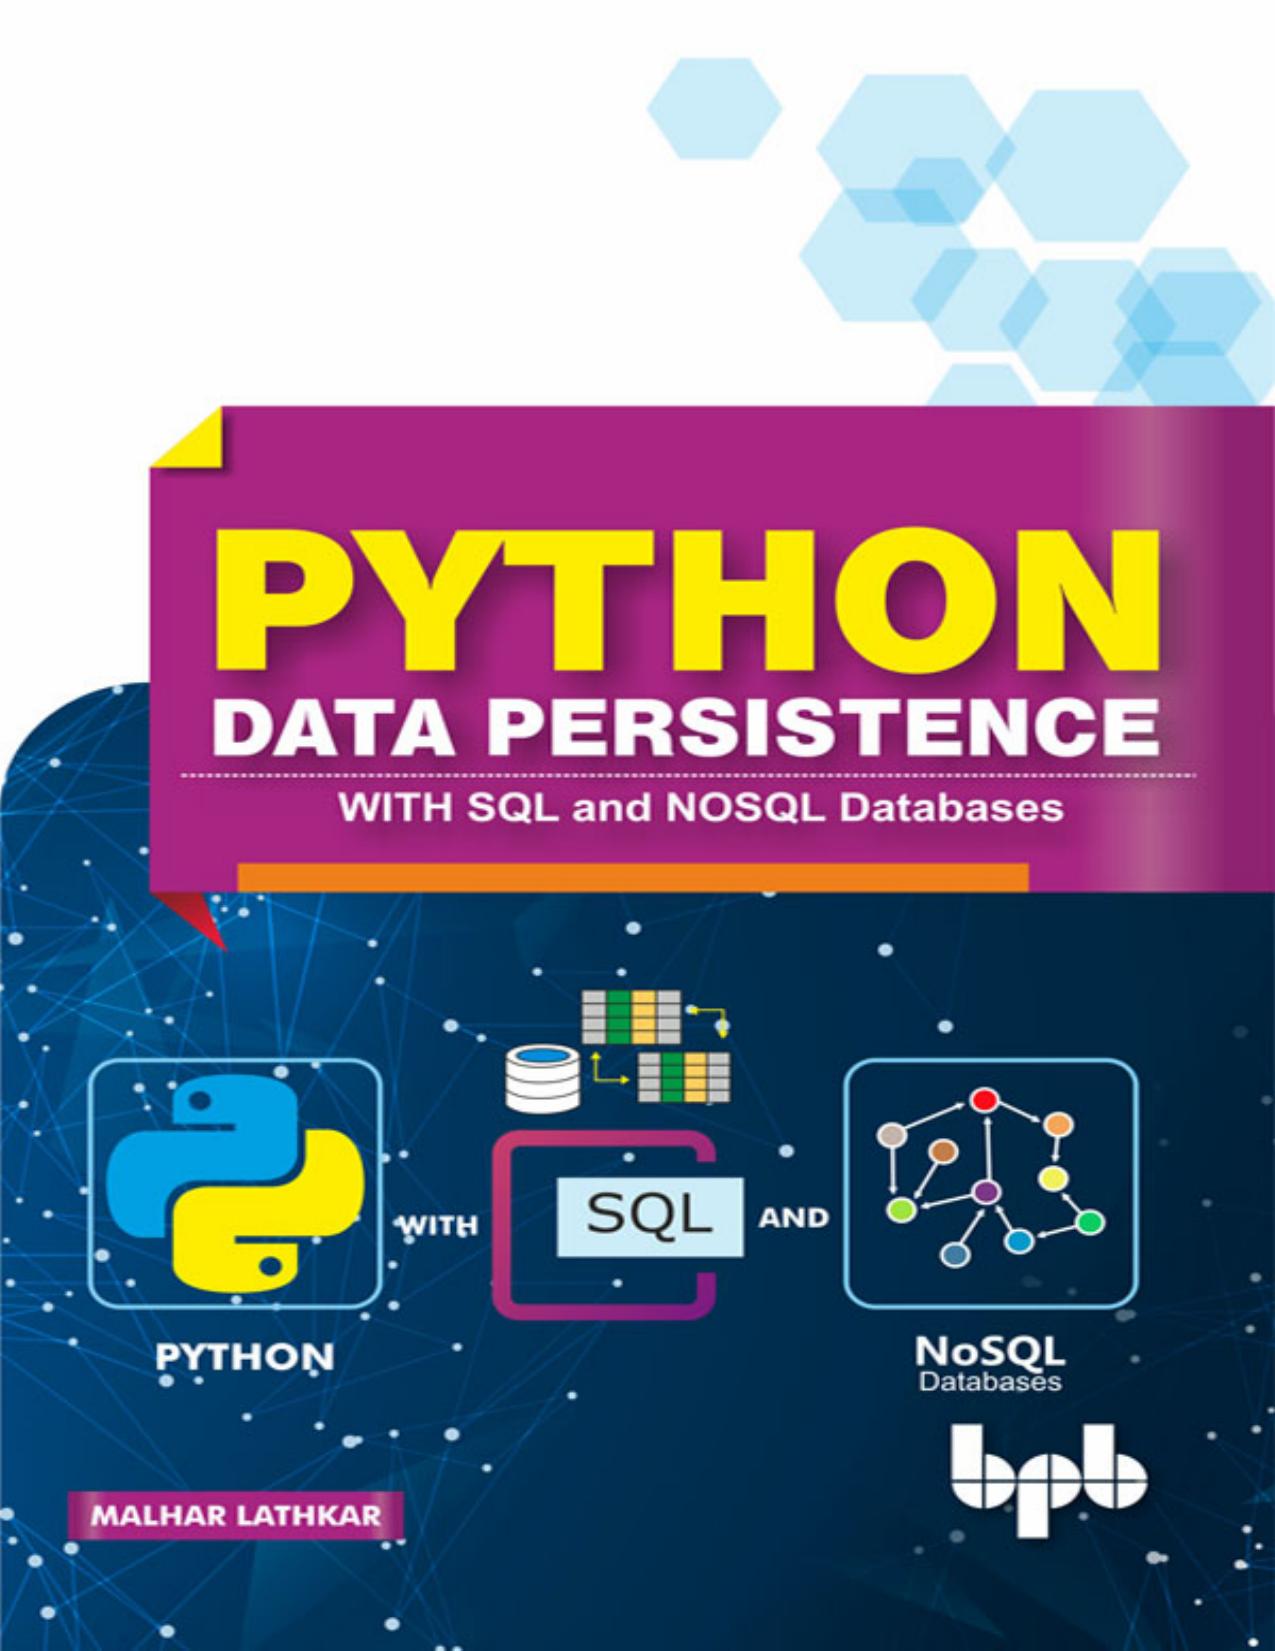 PYTHON
DATA PERSISTENCE
WITH SQL and NOSQL Databases
WITH
SQL
AND
PYTHON
NoSQL
Databases
bpb
MALHAR LATHKAR